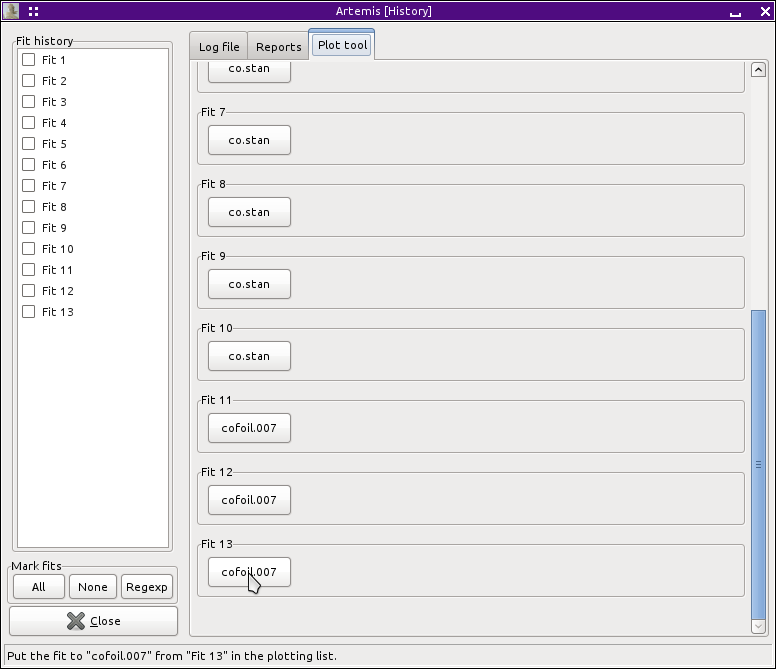 Artemis [History]
Fit history
Fit 1
Fit 2
Fit 3
Fit 4
Fit 5
Fit 6
Fit 7
Fit 8
Fit 9
Fit 10
Fit 11
Fit 12
Fit 13
Mark fits
All None Regexp
Close
Log file Reports Plot tool
co.stan
Fit 7
co.stan
Fit 8
co.stan
Fit 9
co.stan
Fit 10
co.stan
Fit 11
cofoil.007
Fit 12
cofoil.007
Fit 13
cofoil.007
Put the fit to "cofoil.007" from "Fit 13" in the plotting list.